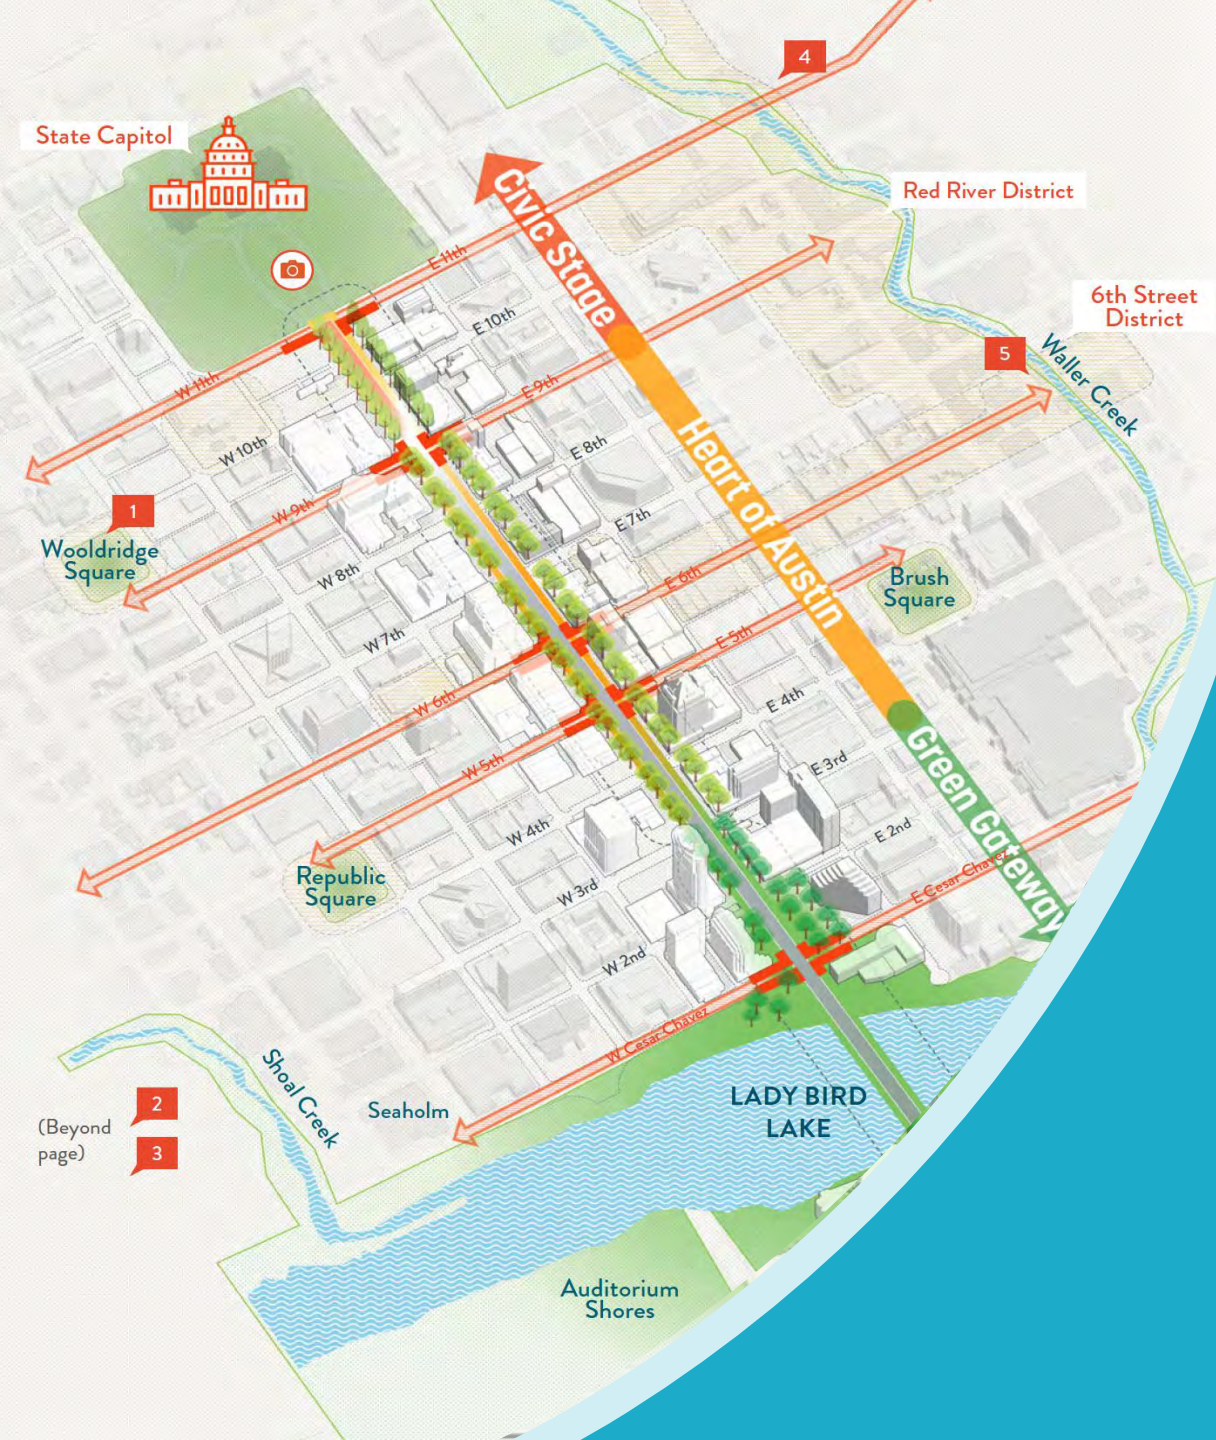 4
State Capitol
Red River District
Civic Stage
E 11th
6th Street
District
E 10th
5
Waller Creek
W 11th
E 9th
W 10th
E 8th
Heart of Austin
1
W 9th
E 7th
Wooldridge
Square
W 8th
E 6th
Brush
Square
W 7th
E 5th
W 6th
E 4th
W 5th
E 3rd
Green Gateway
W 4th
E 2nd
Republic
Square
W 3rd
E Cesar Chavez
W 2nd
W Cesar Chavez
Shoal Creek
Seaholm
LADY BIRD
LAKE
2
(Beyond
page)
3
Auditorium
Shores